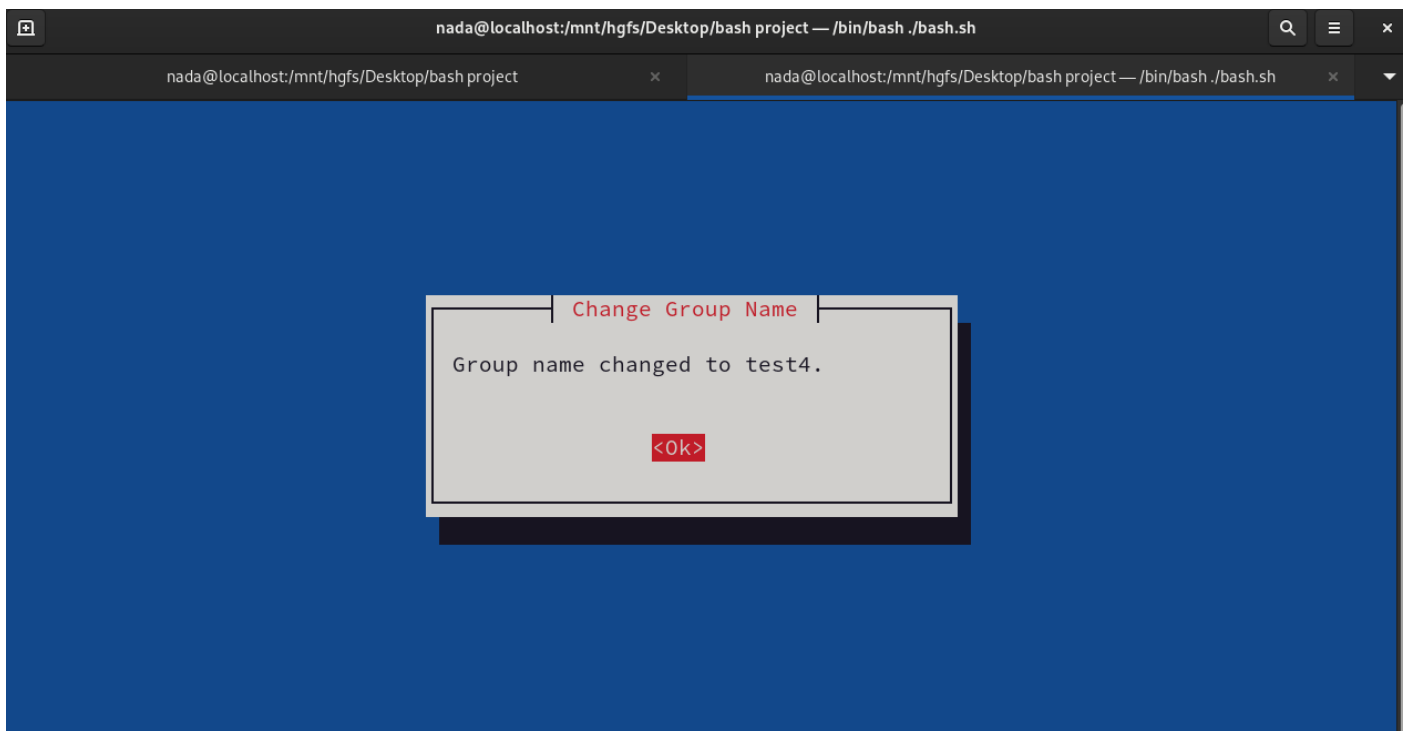 nada@localhost:/mnt/hgfs/Desktop/bash project — /bin/bash ./bash.sh
nada@localhost:/mnt/hgfs/Desktop/bash project
nada@localhost:/mnt/hgfs/Desktop/bash project — /bin/bash ./bash.sh
Change Group Name
Group name changed to test4.
<Ok>